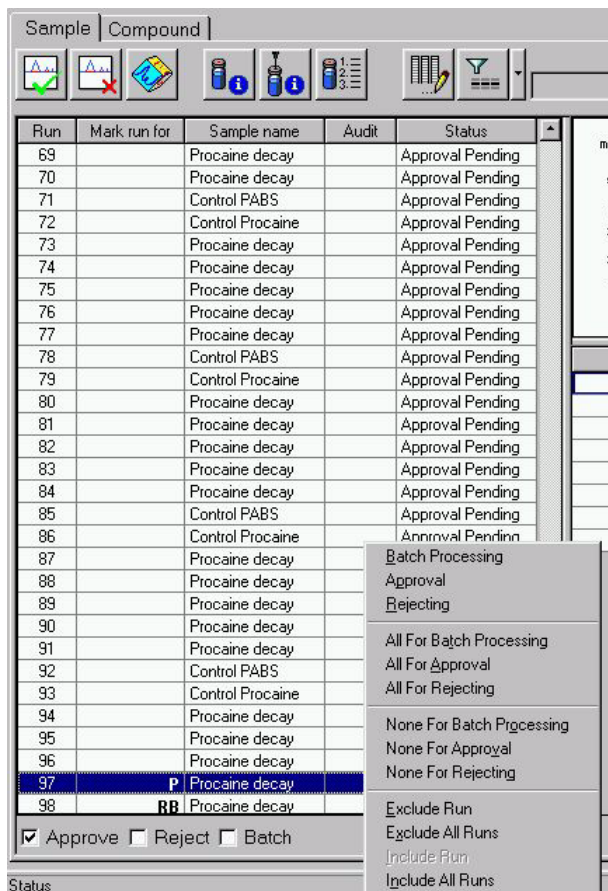 Sample Compound
1.
2.
3.
Run Mark run for Sample name Audit Status
69 Procaine decay Approval Pending
70 Procaine decay Approval Pending
71 Control PABS Approval Pending
72 Control Procaine Approval Pending
73 Procaine decay Approval Pending
74 Procaine decay Approval Pending
75 Procaine decay Approval Pending
76 Procaine decay Approval Pending
77 Procaine decay Approval Pending
78 Control PABS Approval Pending
79 Control Procaine Approval Pending
80 Procaine decay Approval Pending
81 Procaine decay Approval Pending
82 Procaine decay Approval Pending
83 Procaine decay Approval Pending
84 Procaine decay Approval Pending
85 Control PABS Approval Pending
86 Control Procaine Approval Pending
87 Procaine decay
88 Procaine decay
89 Procaine decay
90 Procaine decay
91 Procaine decay
92 Control PABS
93 Control Procaine
94 Procaine decay
95 Procaine decay
96 Procaine decay
97 P Procaine decay
98 RB Procaine decay
Batch Processing
Approval
Rejecting
All For Batch Processing
All For Approval
All For Rejecting
None For Batch Processing
None For Approval
None For Rejecting
Exclude Run
Exclude All Runs
Include Run
Include All Runs
Approve Reject Batch
Status